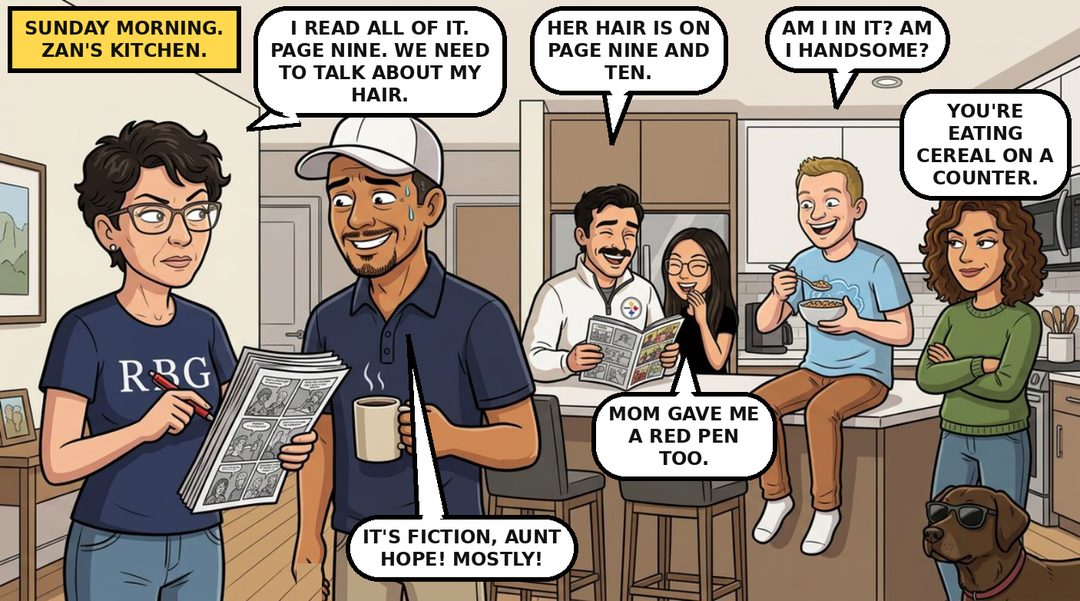 SUNDAY MORNING.
ZAN'S KITCHEN.
I READ ALL OF IT.
PAGE NINE. WE NEED
TO TALK ABOUT MY
HAIR.
HER HAIR IS ON
PAGE NINE AND
TEN.
AM I IN IT? AM
I HANDSOME?
YOU'RE
EATING
CEREAL ON A
COUNTER.
RBG
MOM GAVE ME
A RED PEN
TOO.
IT'S FICTION, AUNT
HOPE! MOSTLY!